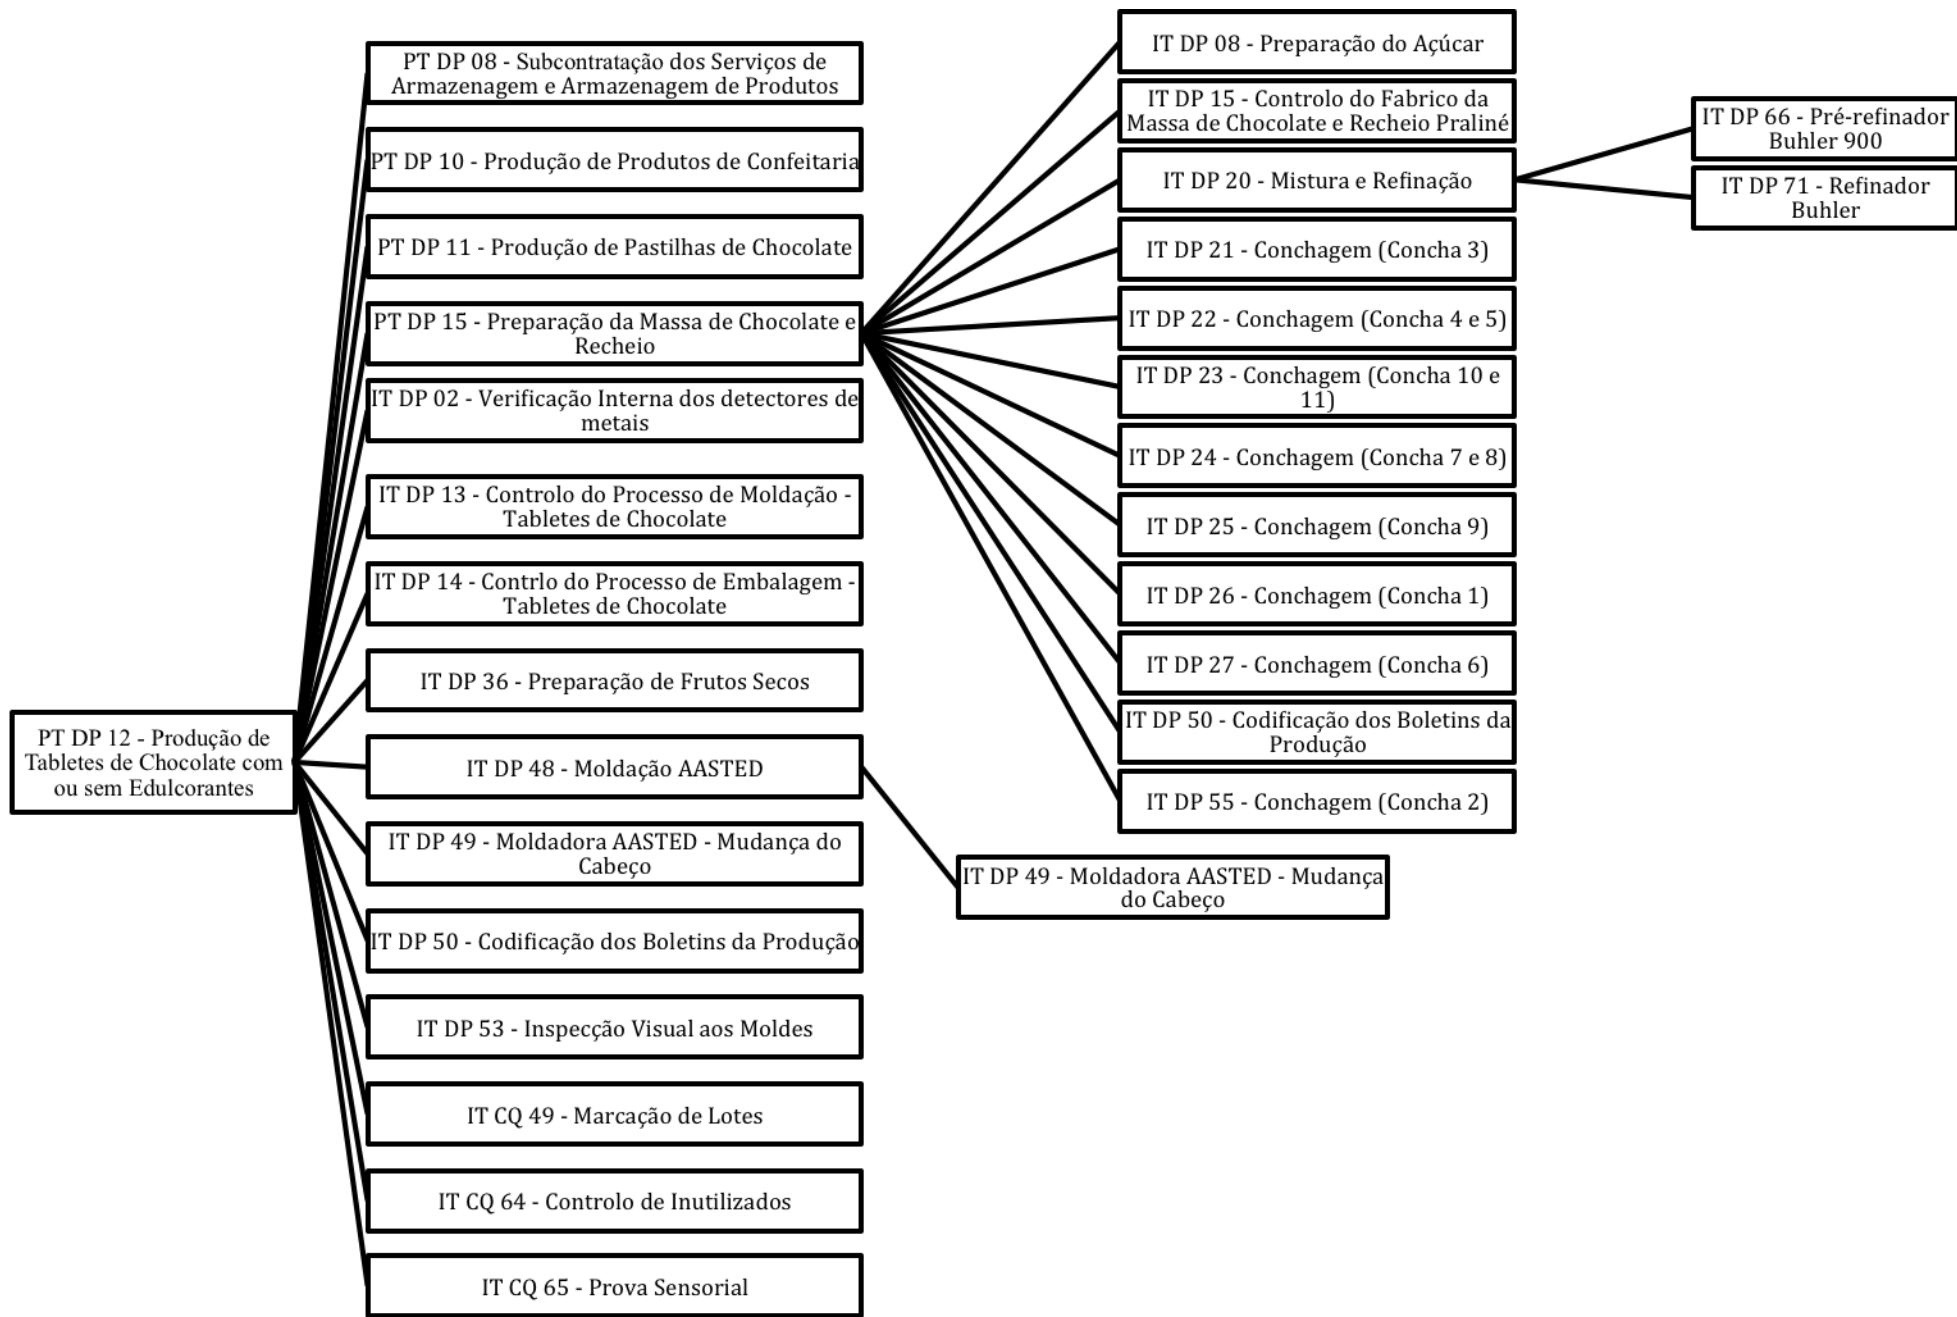 PT DP 12 - Produção de
Tabletes de Chocolate com
ou sem Edulcorantes
PT DP 08 - Subcontratação dos Serviços de
Armazenagem e Armazenagem de Produtos
PT DP 10 - Produção de Produtos de Confeitaria
PT DP 11 - Produção de Pastilhas de Chocolate
PT DP 15 - Preparação da Massa de Chocolate e
Recheio
IT DP 02 - Verificação Interna dos detectores de
metais
IT DP 13 - Controlo do Processo de Moldação -
Tabletes de Chocolate
IT DP 14 - Contrlo do Processo de Embalagem -
Tabletes de Chocolate
IT DP 36 - Preparação de Frutos Secos
IT DP 48 - Moldação AASTED
IT DP 49 - Moldadora AASTED - Mudança do
Cabeço
IT DP 50 - Codificação dos Boletins da Produção
IT DP 53 - Inspecção Visual aos Moldes
IT CQ 49 - Marcação de Lotes
IT CQ 64 - Controlo de Inutilizados
IT CQ 65 - Prova Sensorial
IT DP 08 - Preparação do Açúcar
IT DP 15 - Controlo do Fabrico da
Massa de Chocolate e Recheio Praliné
IT DP 20 - Mistura e Refinação
IT DP 21 - Conchagem (Concha 3)
IT DP 22 - Conchagem (Concha 4 e 5)
IT DP 23 - Conchagem (Concha 10 e
11)
IT DP 24 - Conchagem (Concha 7 e 8)
IT DP 25 - Conchagem (Concha 9)
IT DP 26 - Conchagem (Concha 1)
IT DP 27 - Conchagem (Concha 6)
IT DP 50 - Codificação dos Boletins da
Produção
IT DP 55 - Conchagem (Concha 2)
IT DP 49 - Moldadora AASTED - Mudança
do Cabeço
IT DP 66 - Pré-refinador
Buhler 900
IT DP 71 - Refinador
Buhler